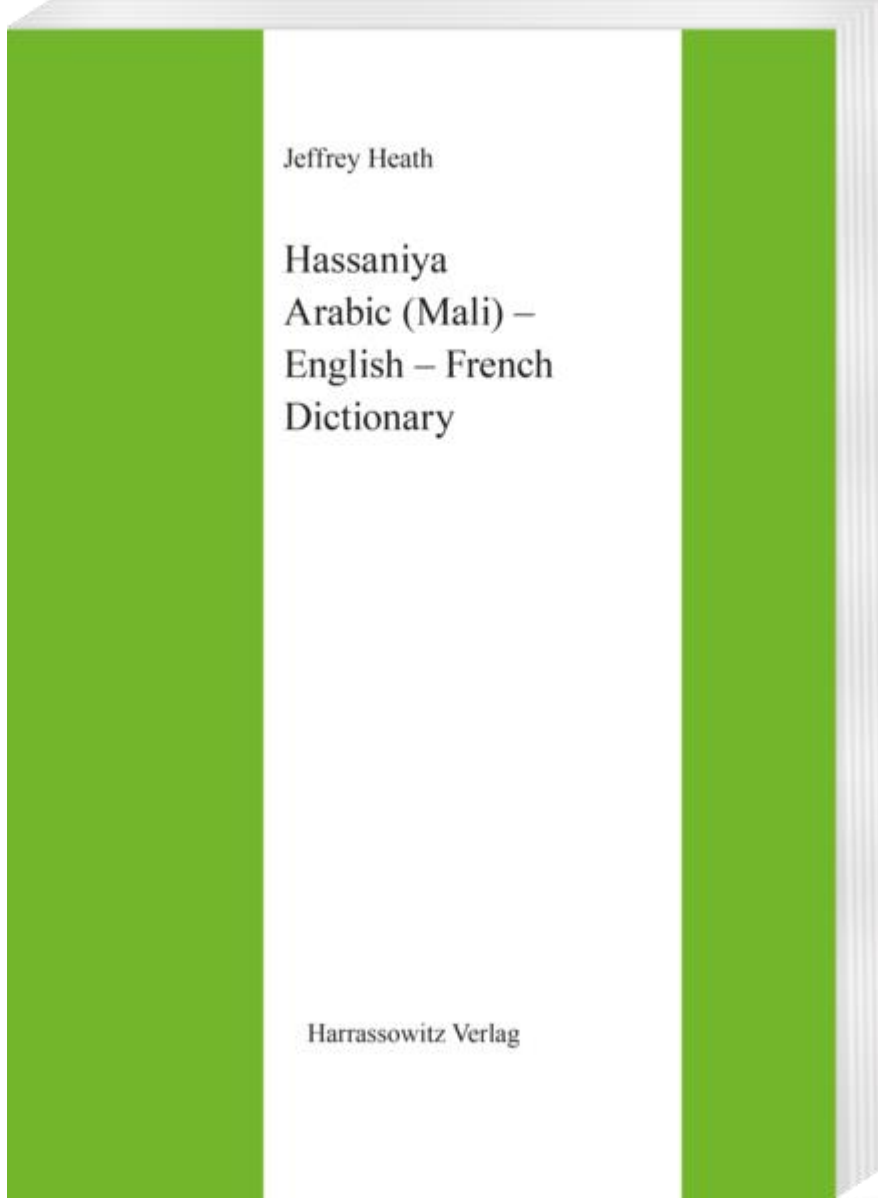 Jeffrey Heath
Hassaniya
Arabic (Mali) –
English – French
Dictionary
Harrassowitz Verlag